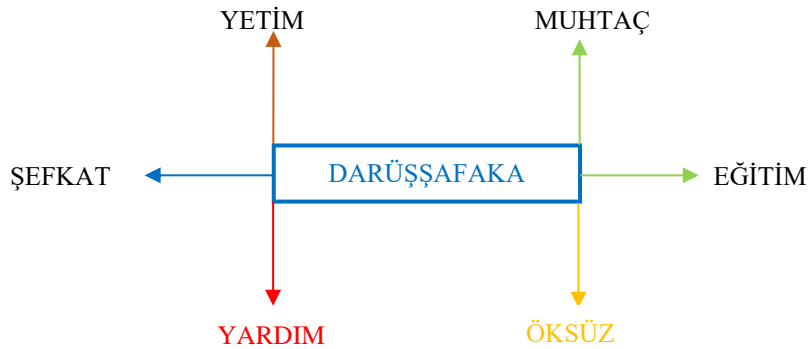 YETİM
MUHTAÇ
ŞEFKAT
DARÜŞŞAFAKA
EĞİTİM
YARDIM
ÖKSÜZ